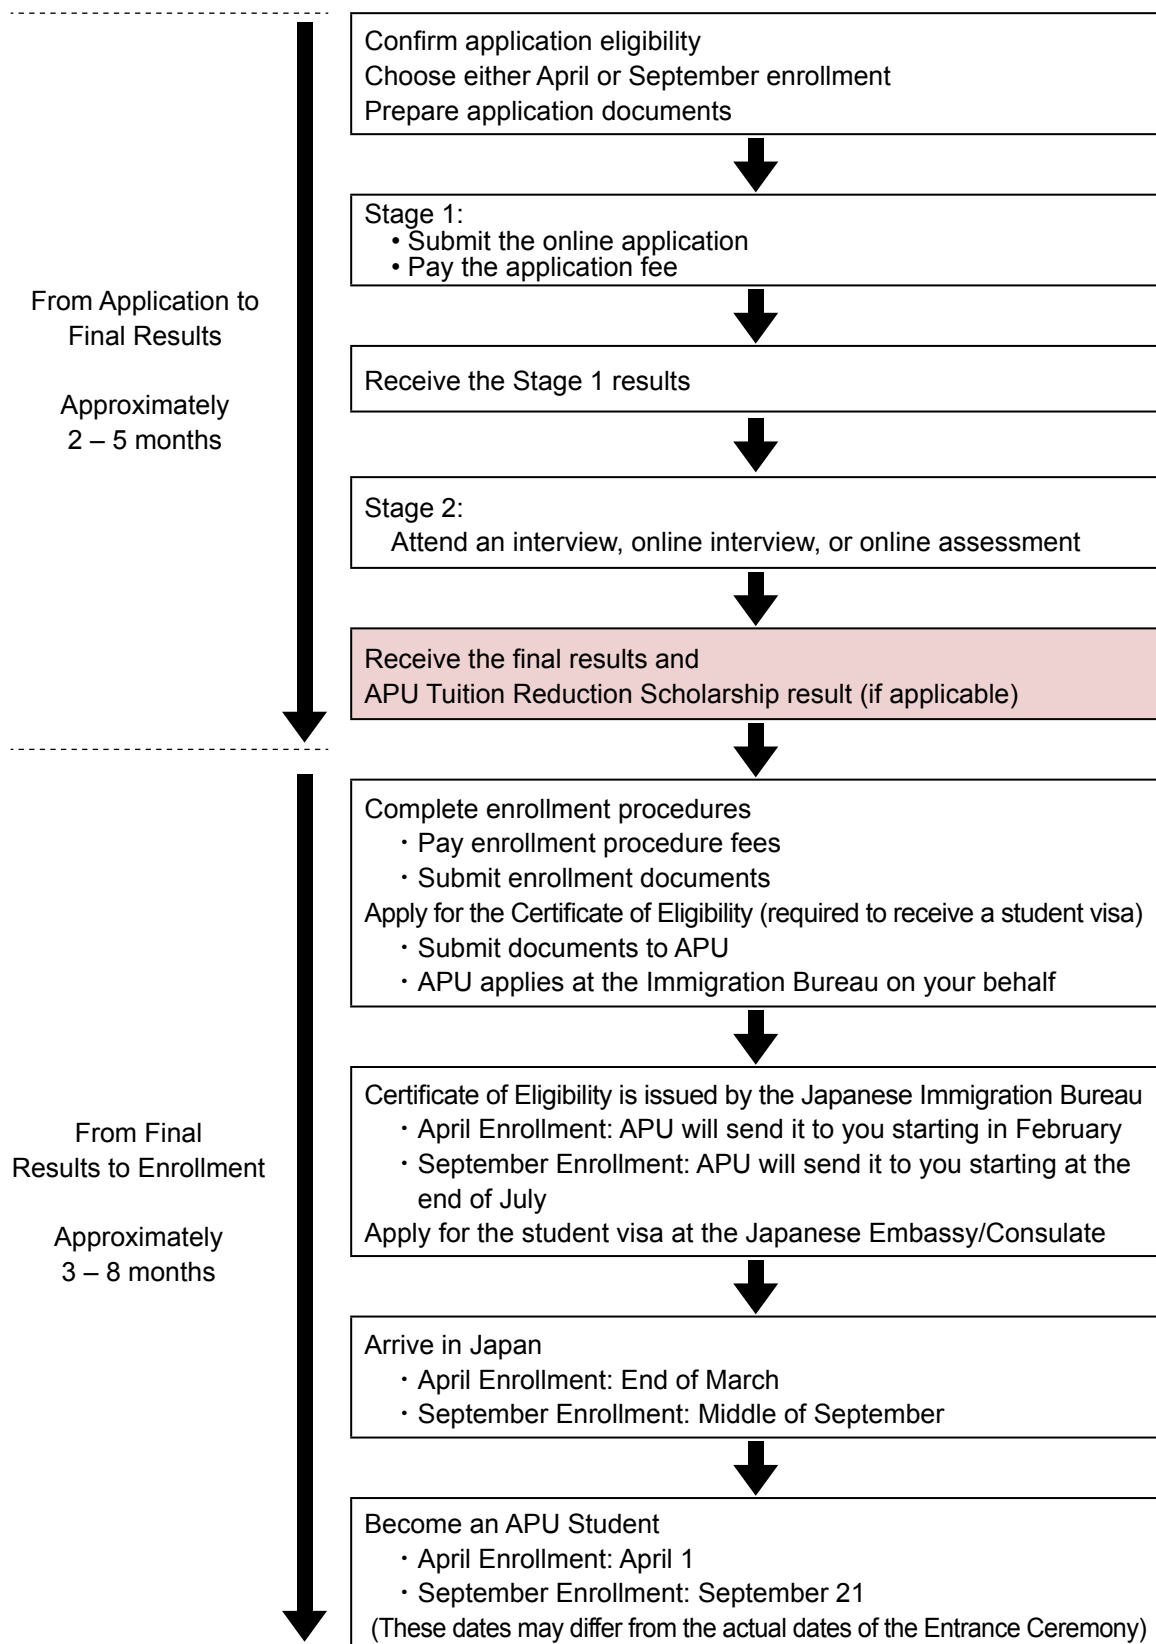 Confirm application eligibility
Choose either April or September enrollment
Prepare application documents
Stage 1:
• Submit the online application
• Pay the application fee
From Application to
Final Results
Approximately
2 – 5 months
Receive the Stage 1 results
Stage 2:
Attend an interview, online interview, or online assessment
Receive the final results and
APU Tuition Reduction Scholarship result (if applicable)
Complete enrollment procedures
・Pay enrollment procedure fees
・Submit enrollment documents
Apply for the Certificate of Eligibility (required to receive a student visa)
・Submit documents to APU
・APU applies at the Immigration Bureau on your behalf
From Final
Results to Enrollment
Approximately
3 – 8 months
Certificate of Eligibility is issued by the Japanese Immigration Bureau
・April Enrollment: APU will send it to you starting in February
・September Enrollment: APU will send it to you starting at the
end of July
Apply for the student visa at the Japanese Embassy/Consulate
Arrive in Japan
・April Enrollment: End of March
・September Enrollment: Middle of September
Become an APU Student
・April Enrollment: April 1
・September Enrollment: September 21
(These dates may differ from the actual dates of the Entrance Ceremony)